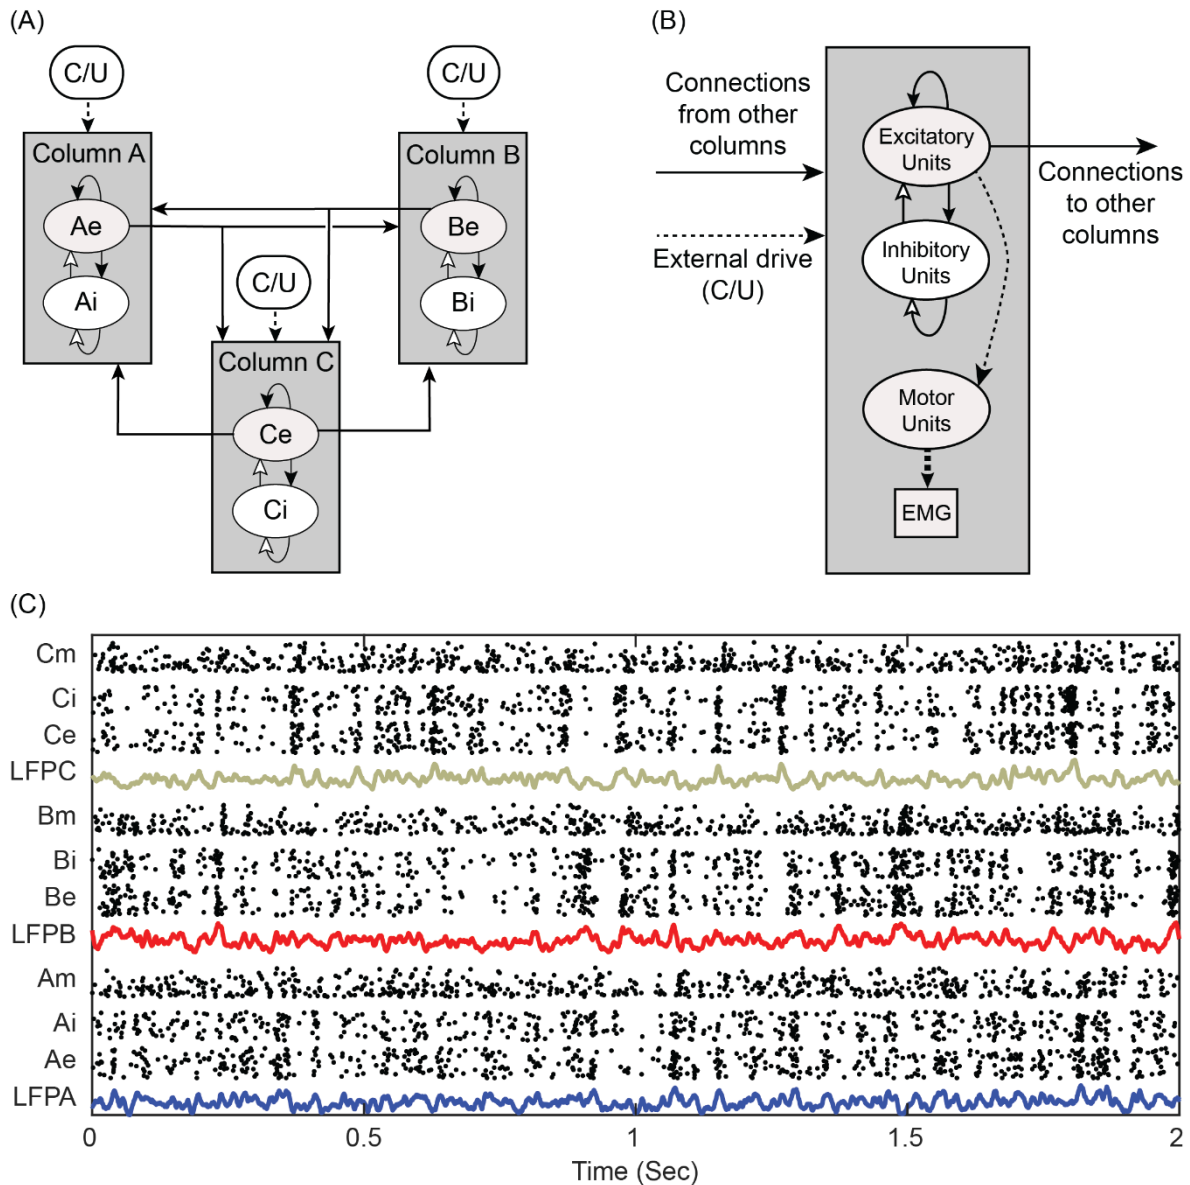 (A)
C/U
C/U
Column A
Column B
Ae
Be
Ai
Bi
C/U
Column C
Ce
Ci
(B)
Connections
from other
columns
External drive
(C/U)
Excitatory
Units
Inhibitory
Units
Motor
Units
EMG
Connections
to other
columns
(C)
Cm
Ci
Ce
LFPC
Bm
Bi
Be
LFPB
Am
Ai
Ae
LFPA
0
0.5
1
1.5
2
Time (Sec)